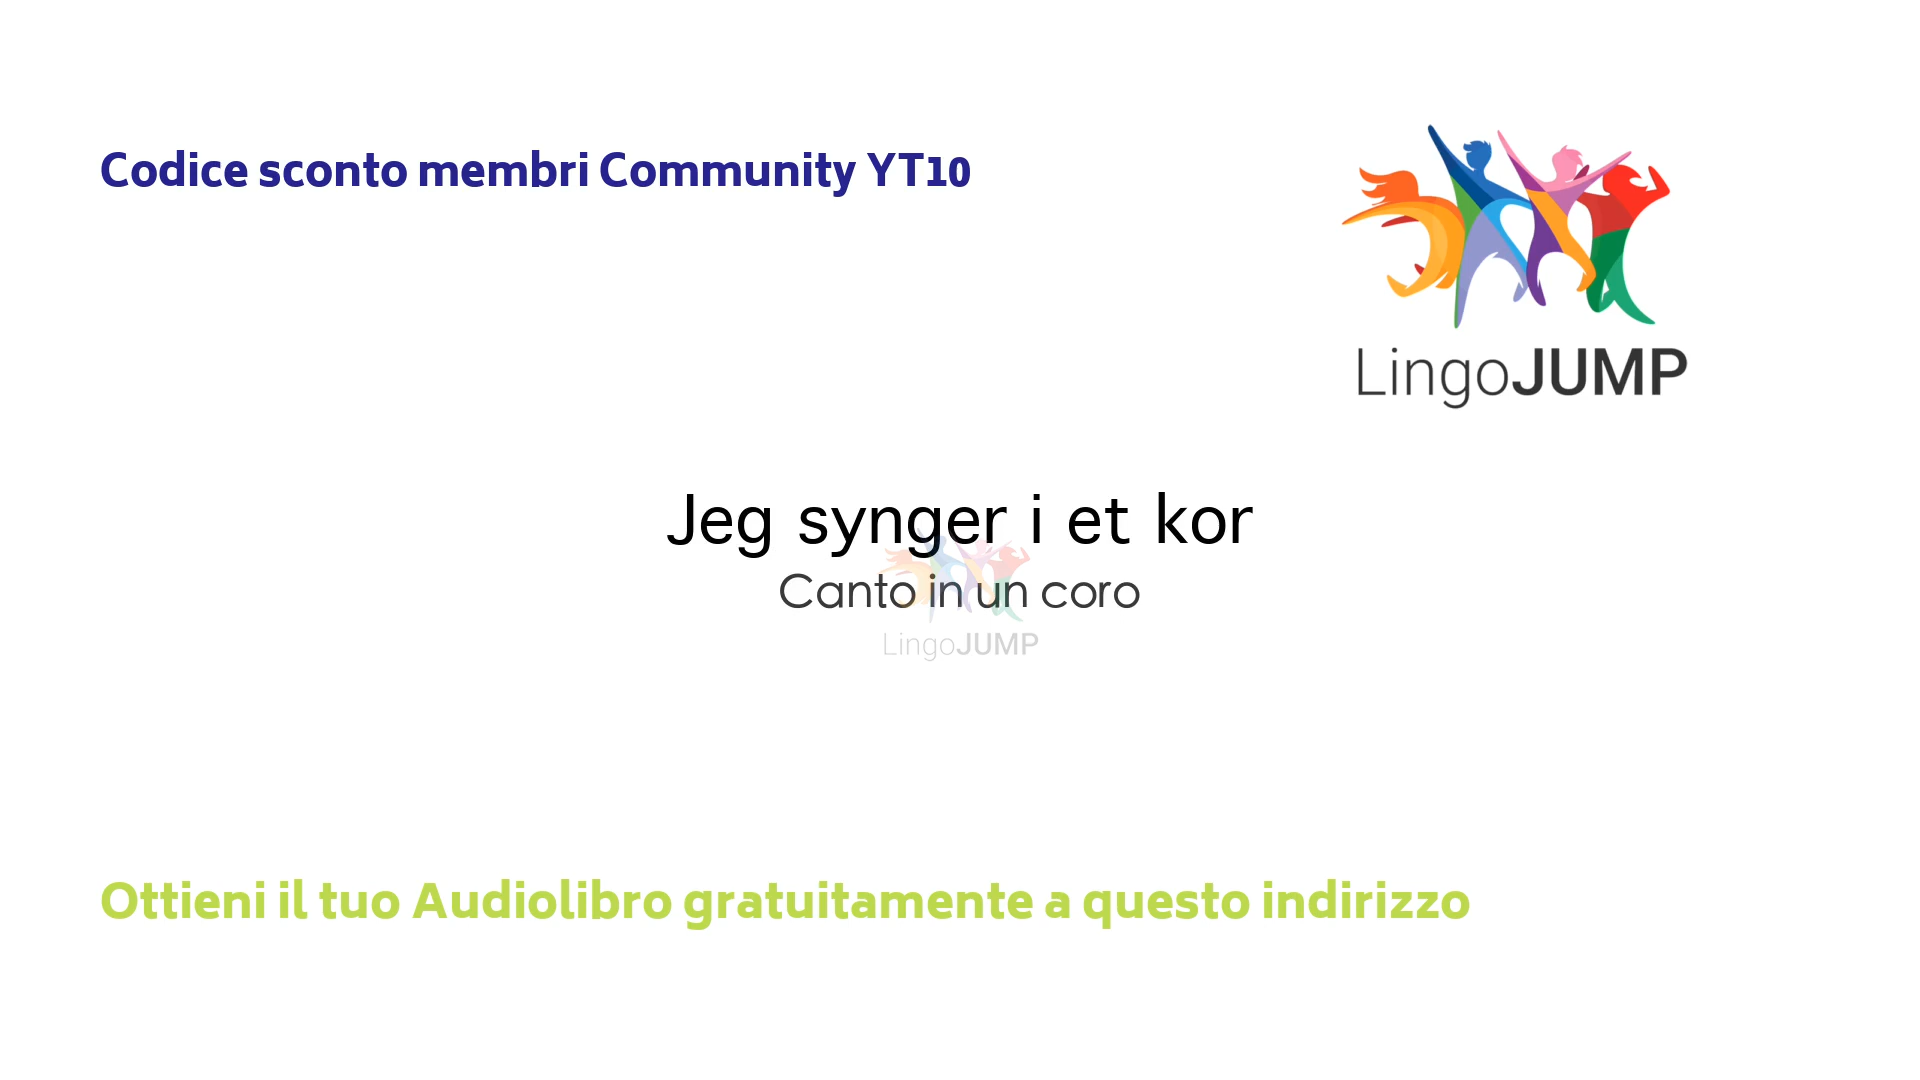 Codice sconto membri Community YT10
LingoJUMP
Jeg synger i et kor
Canto in un coro
LingoJUMP
Ottieni il tuo Audiolibro gratuitamente a questo indirizzo